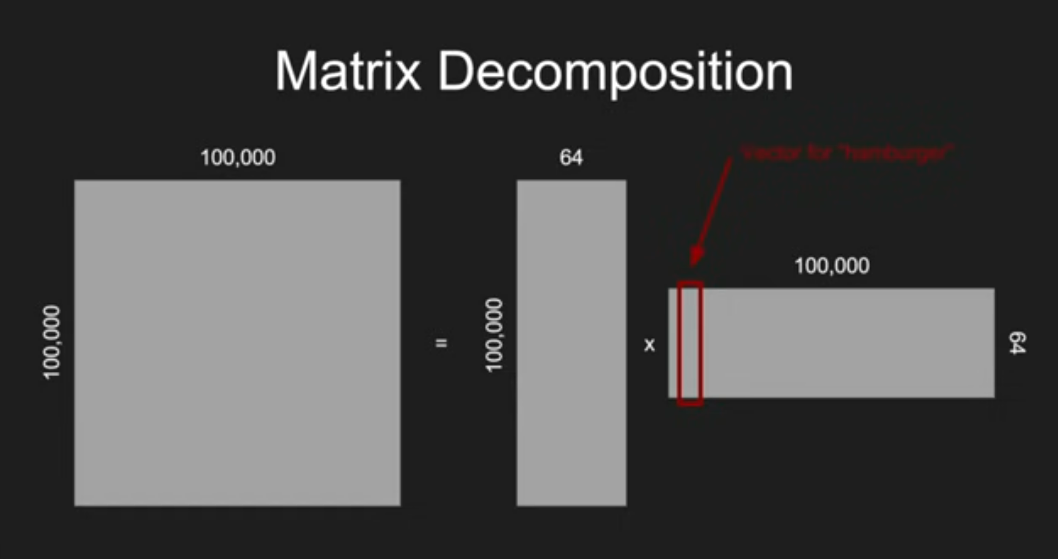 Matrix Decomposition
100,000
64
Vector for "hamburger"
100,000
100,000
100,000
=
x
64